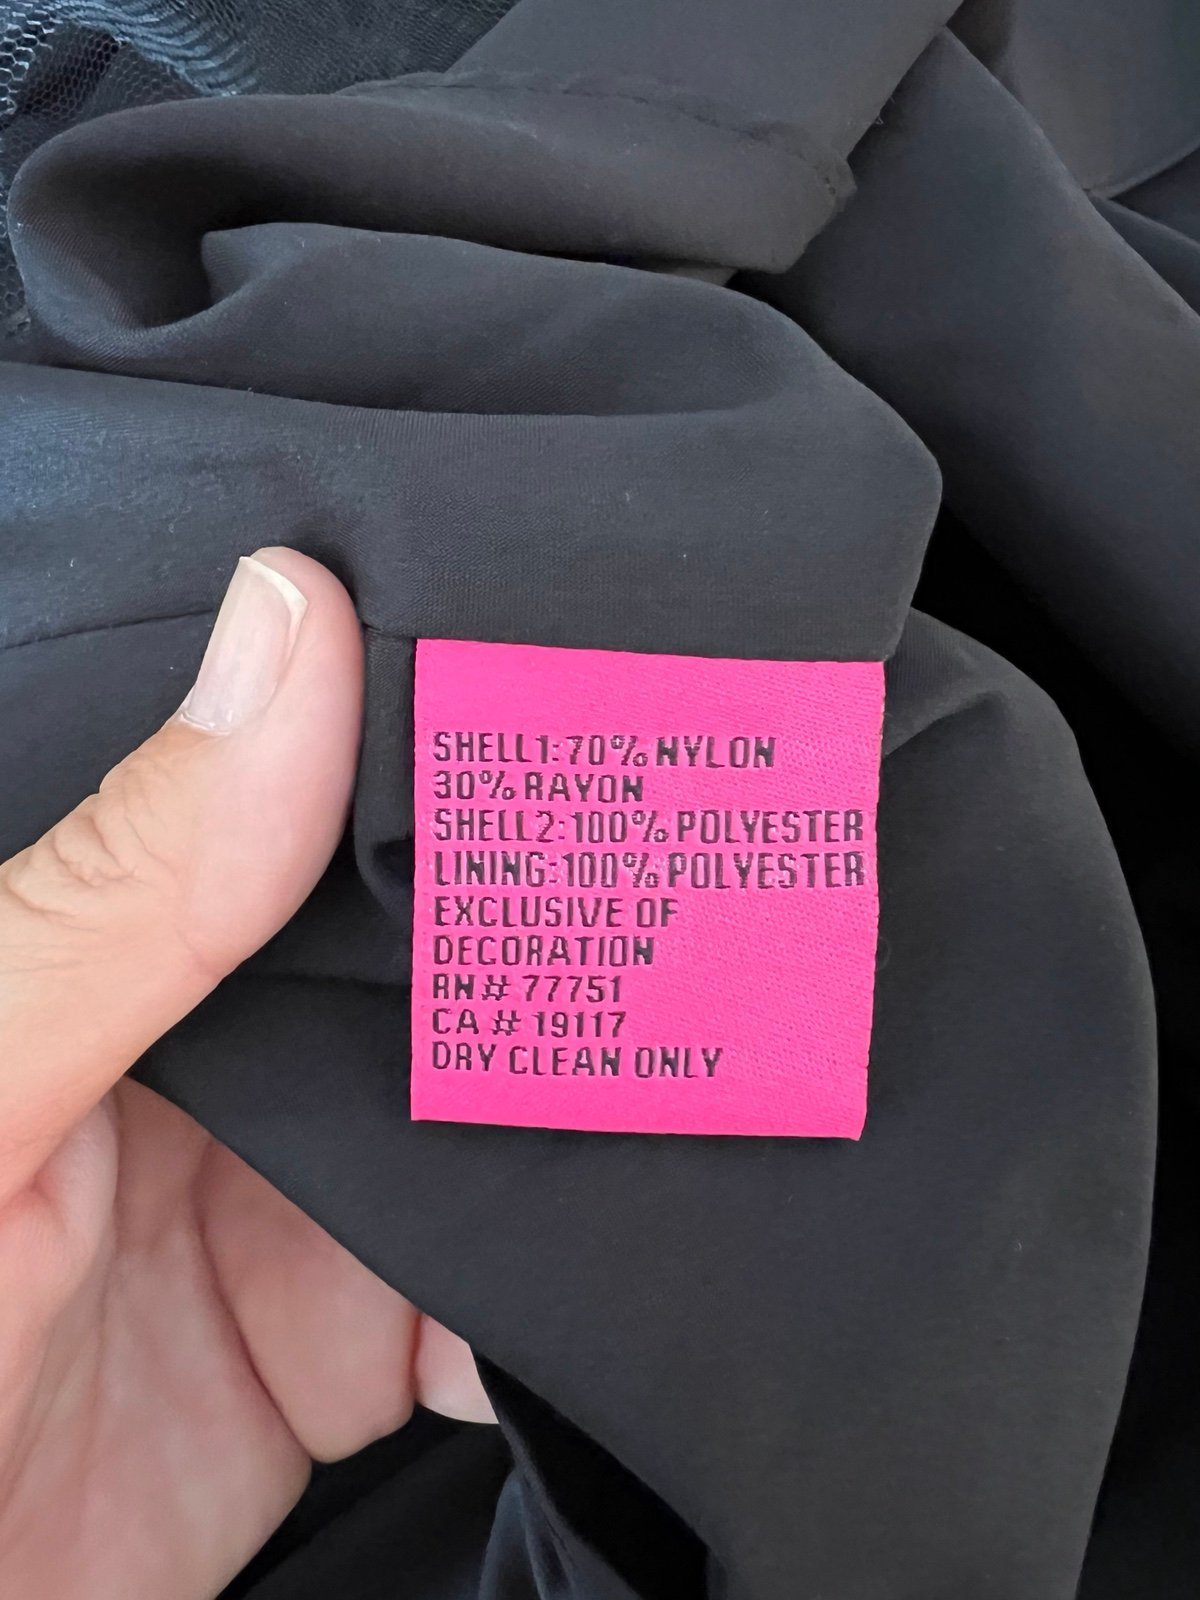 SHELL1:70% NYLON
30% RAYON
SHELL2:100% POLYESTER
LINING:100% POLYESTER
EXCLUSIVE OF
DECORATION
RN# 77751
CA # 19117
DRY CLEAN ONLY